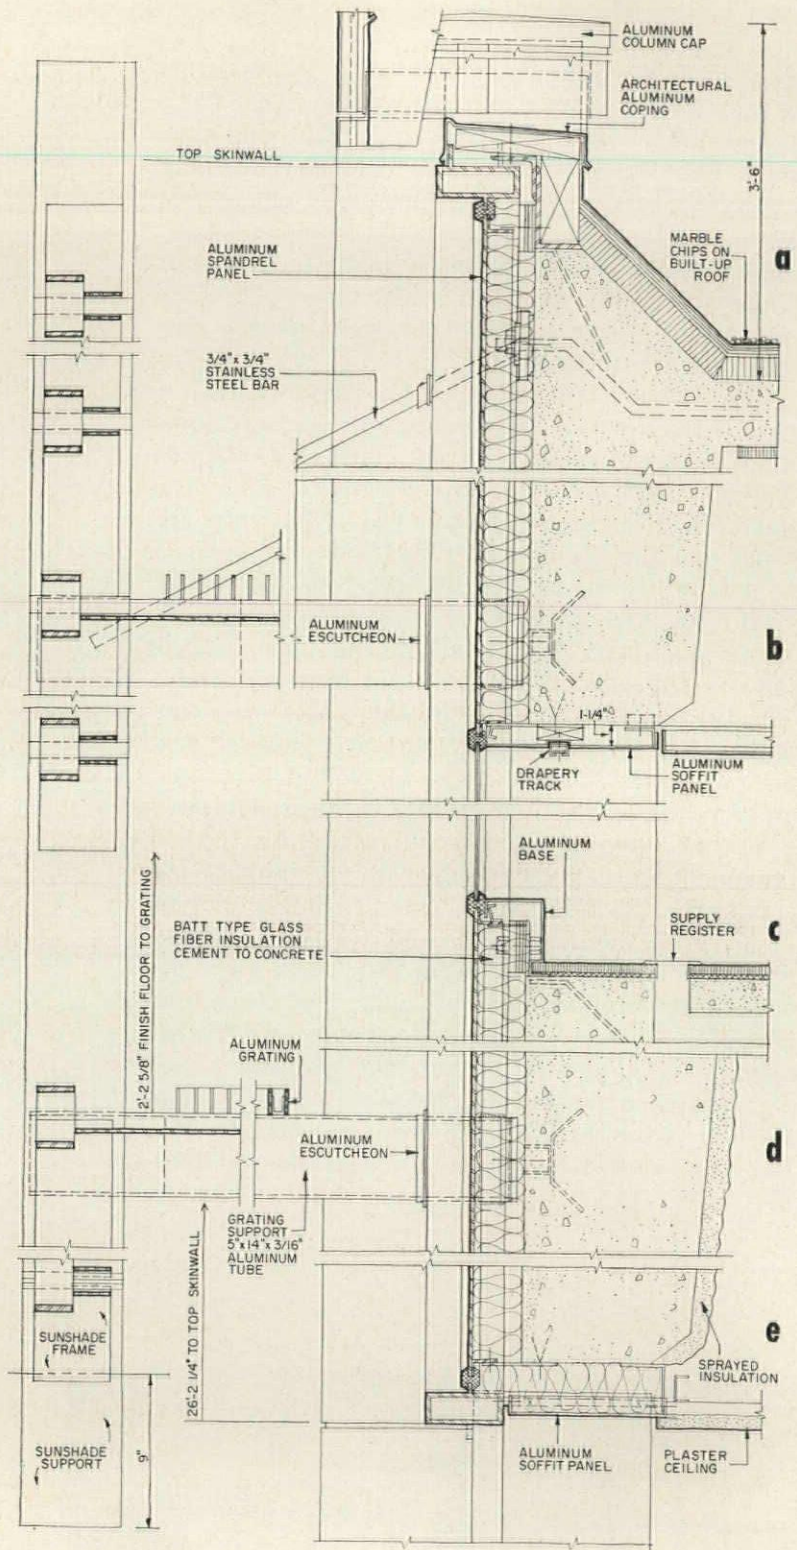 ALUMINUM
COLUMN CAP
ARCHITECTURAL
ALUMINUM
COPING
TOP SKINWALL
3'-6"
ALUMINUM
SPANDREL
PANEL
MARBLE
CHIPS ON
BUILT-UP
ROOF
a
3/4" x 3/4"
STAINLESS
STEEL BAR
ALUMINUM
ESCUTCHEON
b
1-1/4"
DRAPERY
TRACK
ALUMINUM
SOFFIT
PANEL
ALUMINUM
BASE
2'-2 5/8" FINISH FLOOR TO GRATING
BATT TYPE GLASS
FIBER INSULATION
CEMENT TO CONCRETE
SUPPLY
REGISTER
c
ALUMINUM
GRATING
ALUMINUM
ESCUTCHEON
d
GRATING
SUPPORT
5" x 14" x 3/16"
ALUMINUM
TUBE
26'-2 1/4" TO TOP SKINWALL
SUNSHADE
FRAME
e
SPRAYED
INSULATION
SUNSHADE
SUPPORT
9"
ALUMINUM
SOFFIT PANEL
PLASTER
CEILING